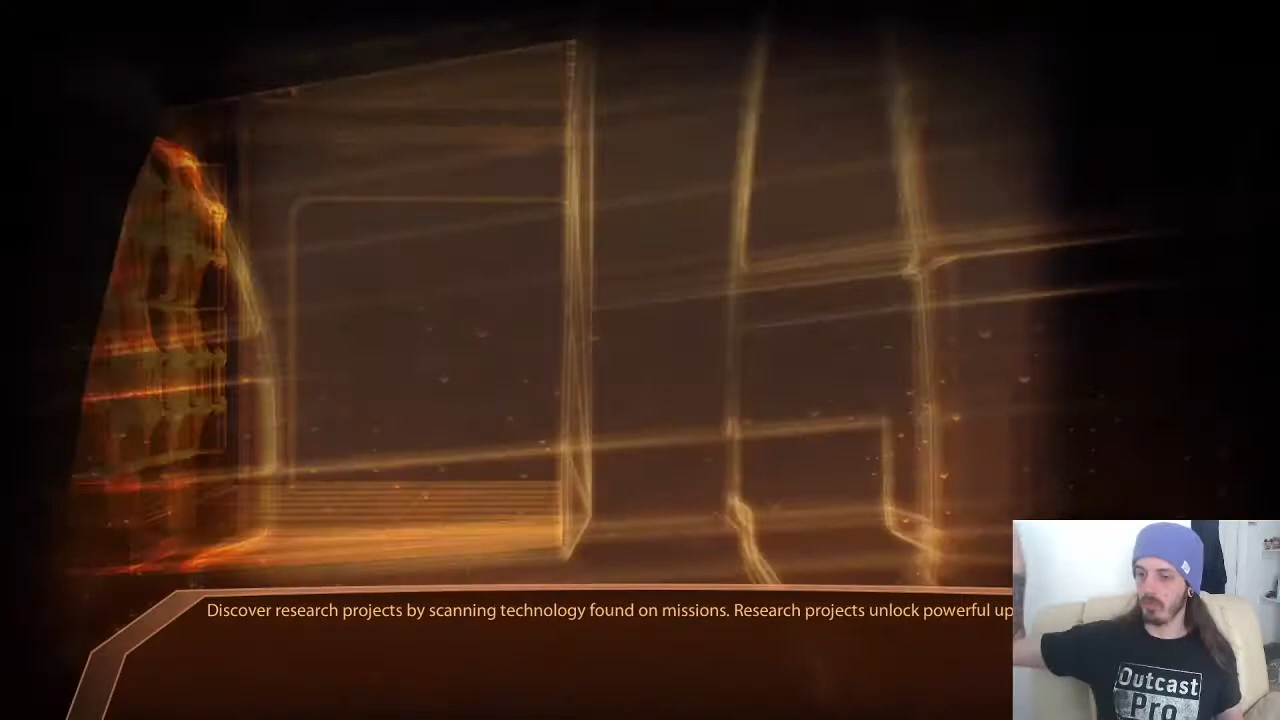 Discover research projects by scanning technology found on missions. Research projects unlock powerful up
Outcast
Pro